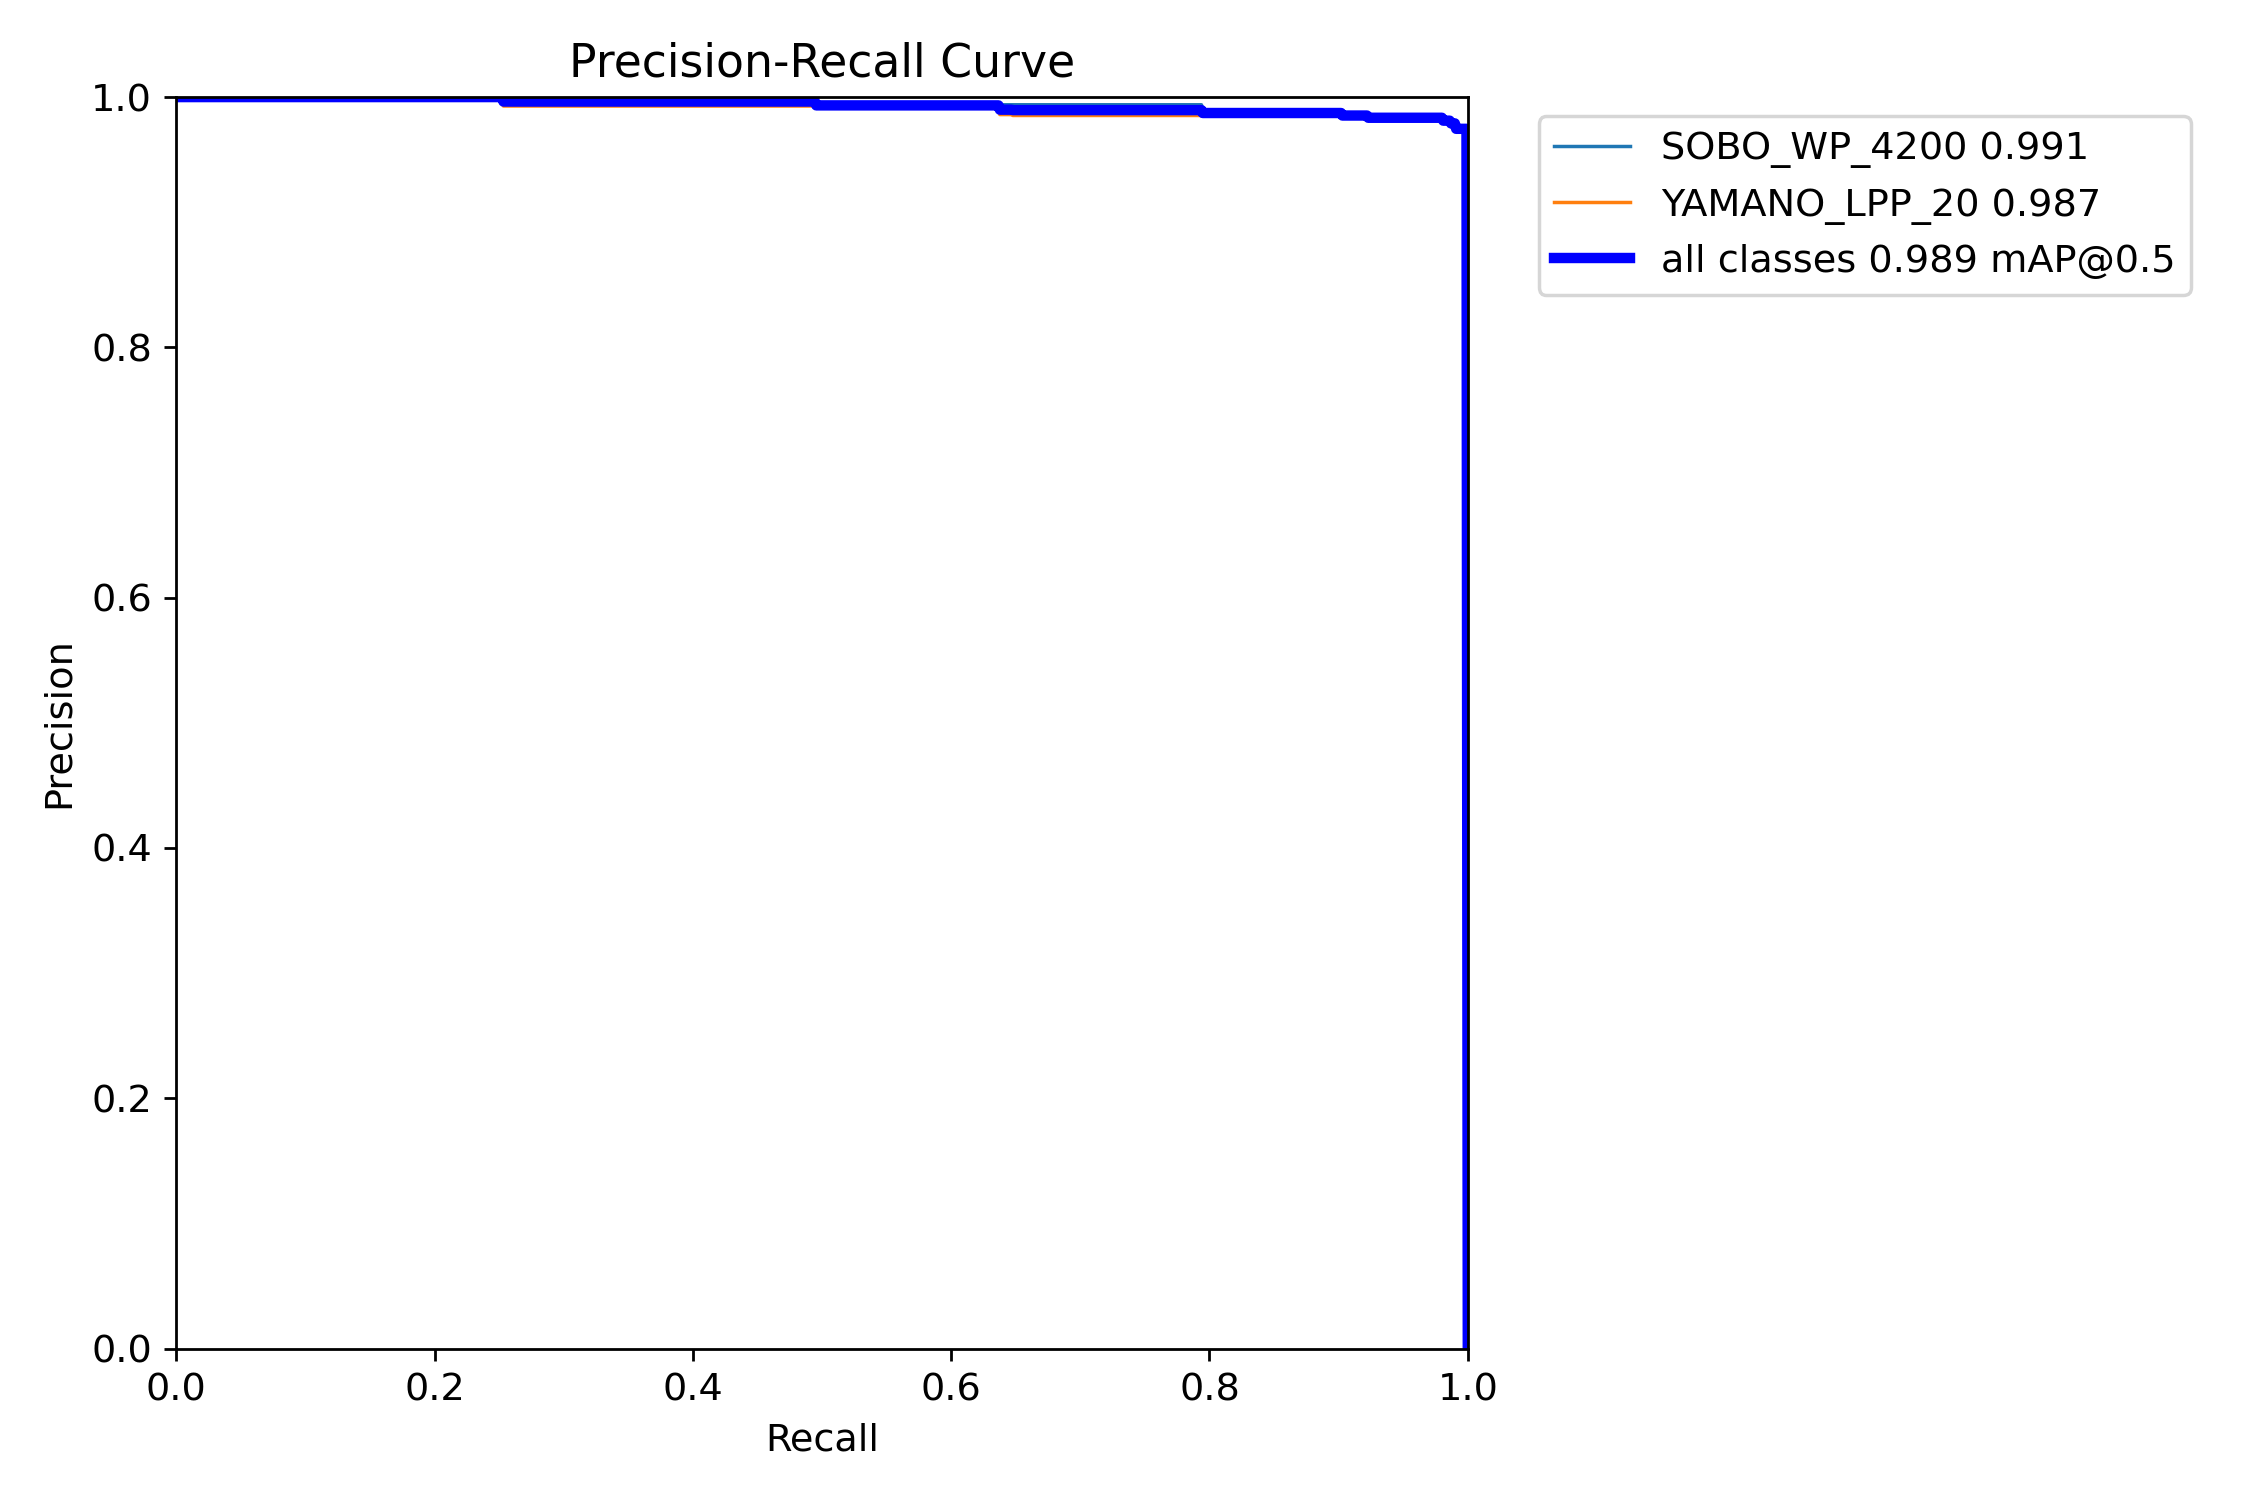 Precision-Recall Curve
1.0
0.8
0.6
0.4
0.2
0.0
Precision
0.0 0.2 0.4 0.6 0.8 1.0
Recall
SOBO_WP_4200 0.991
YAMANO_LPP_20 0.987
all classes 0.989 mAP@0.5